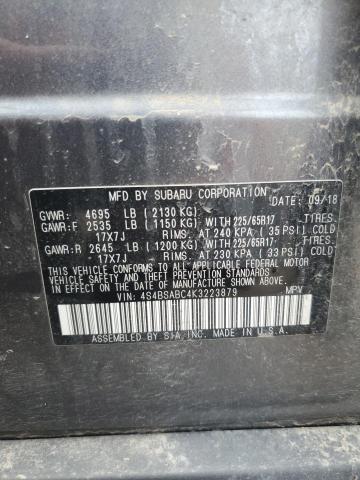 MFD BY SUBARU CORPORATION DATE: 09/18
GVWR: 4695 LB ( 2130 KG)
GAWR:F 2535 LB ( 1150 KG) WITH 225/65R17 TIRES.
17X7J RIMS. AT 240 KPA ( 35 PSI) COLD
GAWR:R 2645 LB ( 1200 KG) WITH 225/65R17 TIRES.
17X7J RIMS. AT 230 KPA ( 33 PSI) COLD
THIS VEHICLE CONFORMS TO ALL APPLICABLE FEDERAL MOTOR
VEHICLE SAFETY AND THEFT PREVENTION STANDARDS IN EFFECT
ON THE DATE OF MANUFACTURE SHOWN ABOVE.
VIN: 4S4BSABC4K3223879 MPV
ASSEMBLED BY SIA, INC. MADE IN U.S.A.